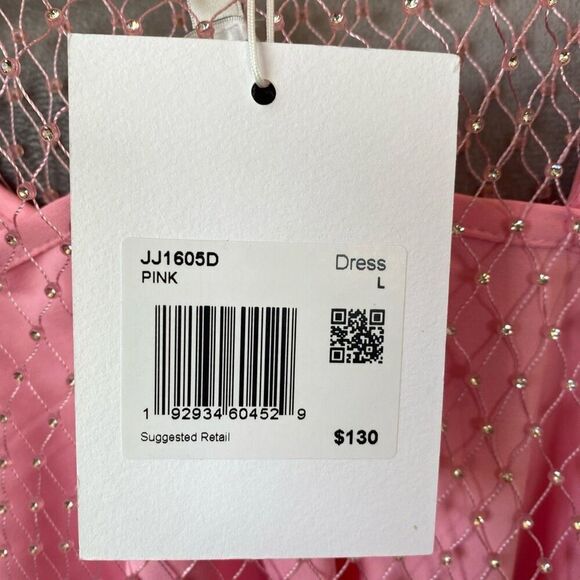 JJ1605D
Dress
PINK
L
1 92934 60452 9
Suggested Retail
$130